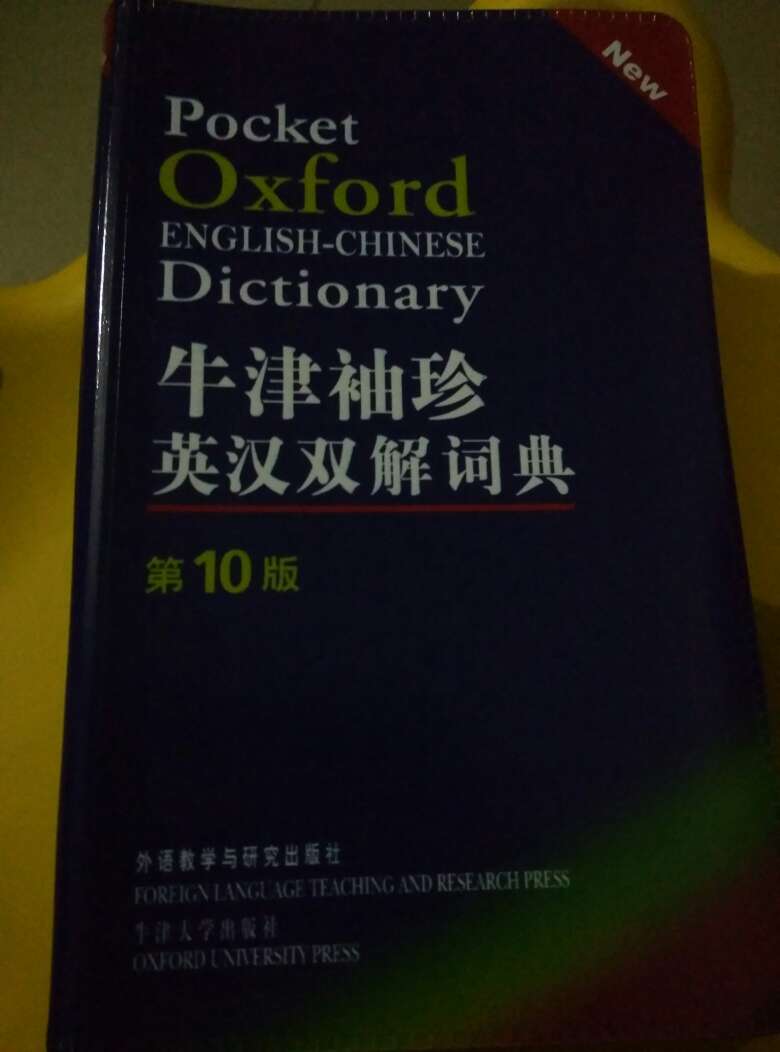 New
Pocket
Oxford
ENGLISH-CHINESE
Dictionary
牛津袖珍
英汉双解词典
第10版
外语教学与研究出版社
FOREIGN LANGUAGE TEACHING AND RESEARCH PRESS
牛津大学出版社
OXFORD UNIVERSITY PRESS